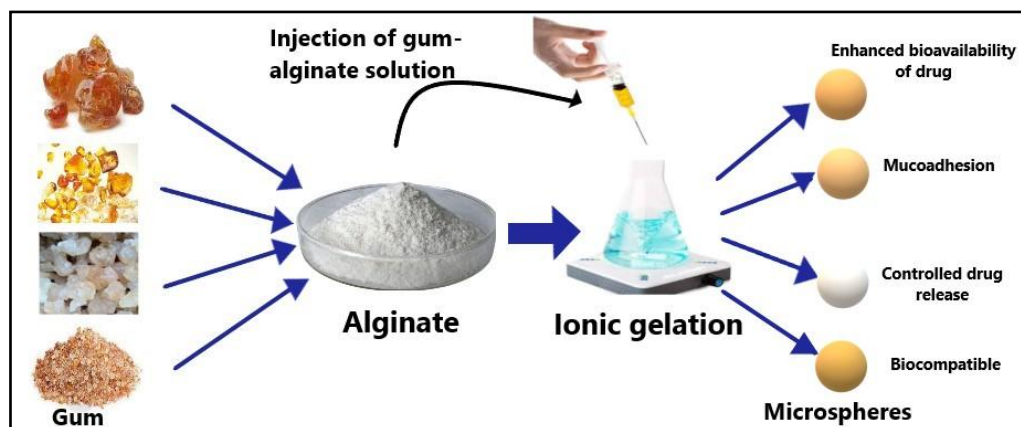 Injection of gum-
alginate solution
Enhanced bioavailability
of drug
Mucoadhesion
Controlled drug
release
Alginate
Ionic gelation
Biocompatible
Gum
Microspheres